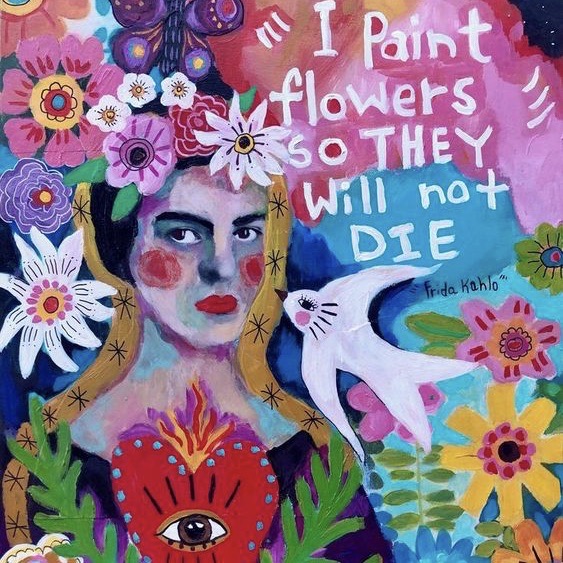 I Paint
flowers
so THEY
Will not
DIE
"Frida Kahlo"